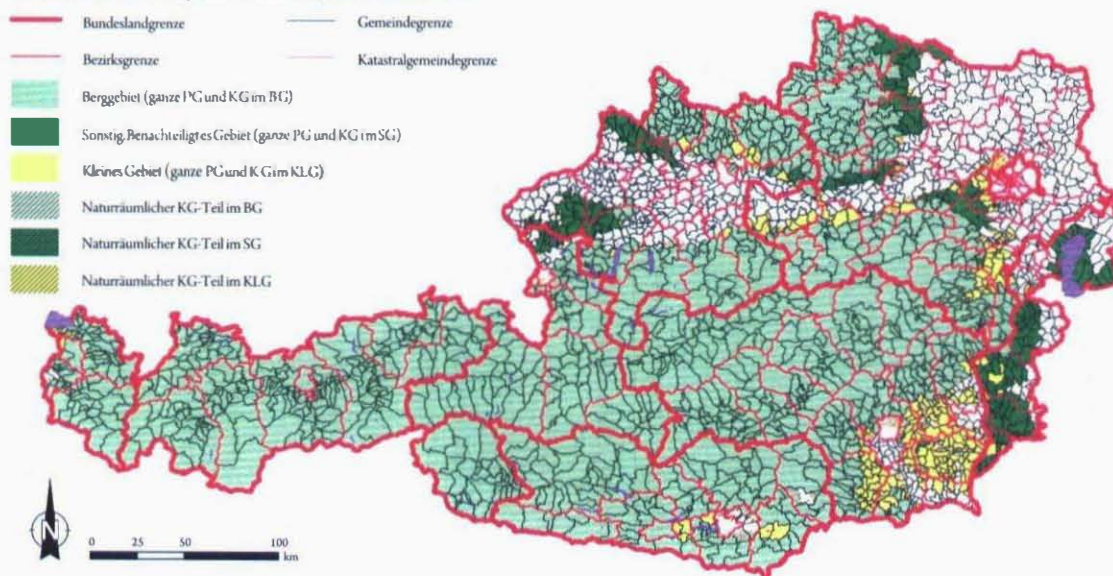 Bundeslandgrenze
Gemeindegrenze
Bezirksgrenze
Katastralgemeindegrenze
Berggebiet (ganze PG und KG im BG)
Sonstig. Benachteiligtes Gebiet (ganze PG und KG im SG)
Kleines Gebiet (ganze PG und KG im KLG)
Naturräumlicher KG-Teil im BG
Naturräumlicher KG-Teil im SG
Naturräumlicher KG-Teil im KLG
N
0 25 50 100
km